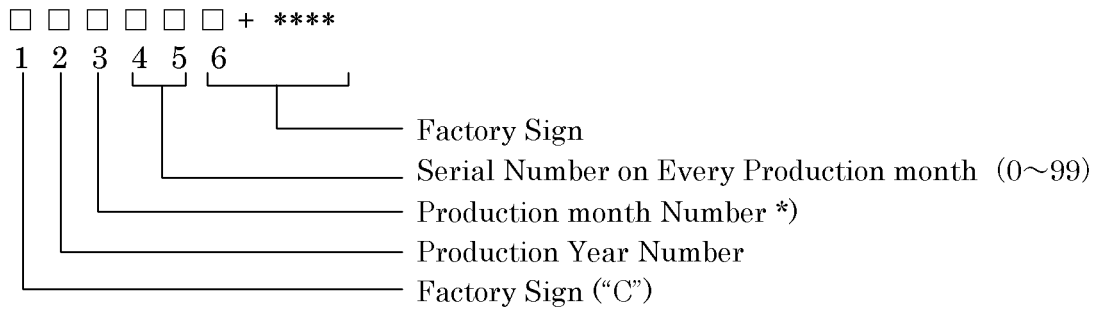 □ □ □ □ □ □ + ****
1 2 3 4 5 6
Factory Sign
Serial Number on Every Production month (0～99)
Production month Number *)
Production Year Number
Factory Sign (“C”)